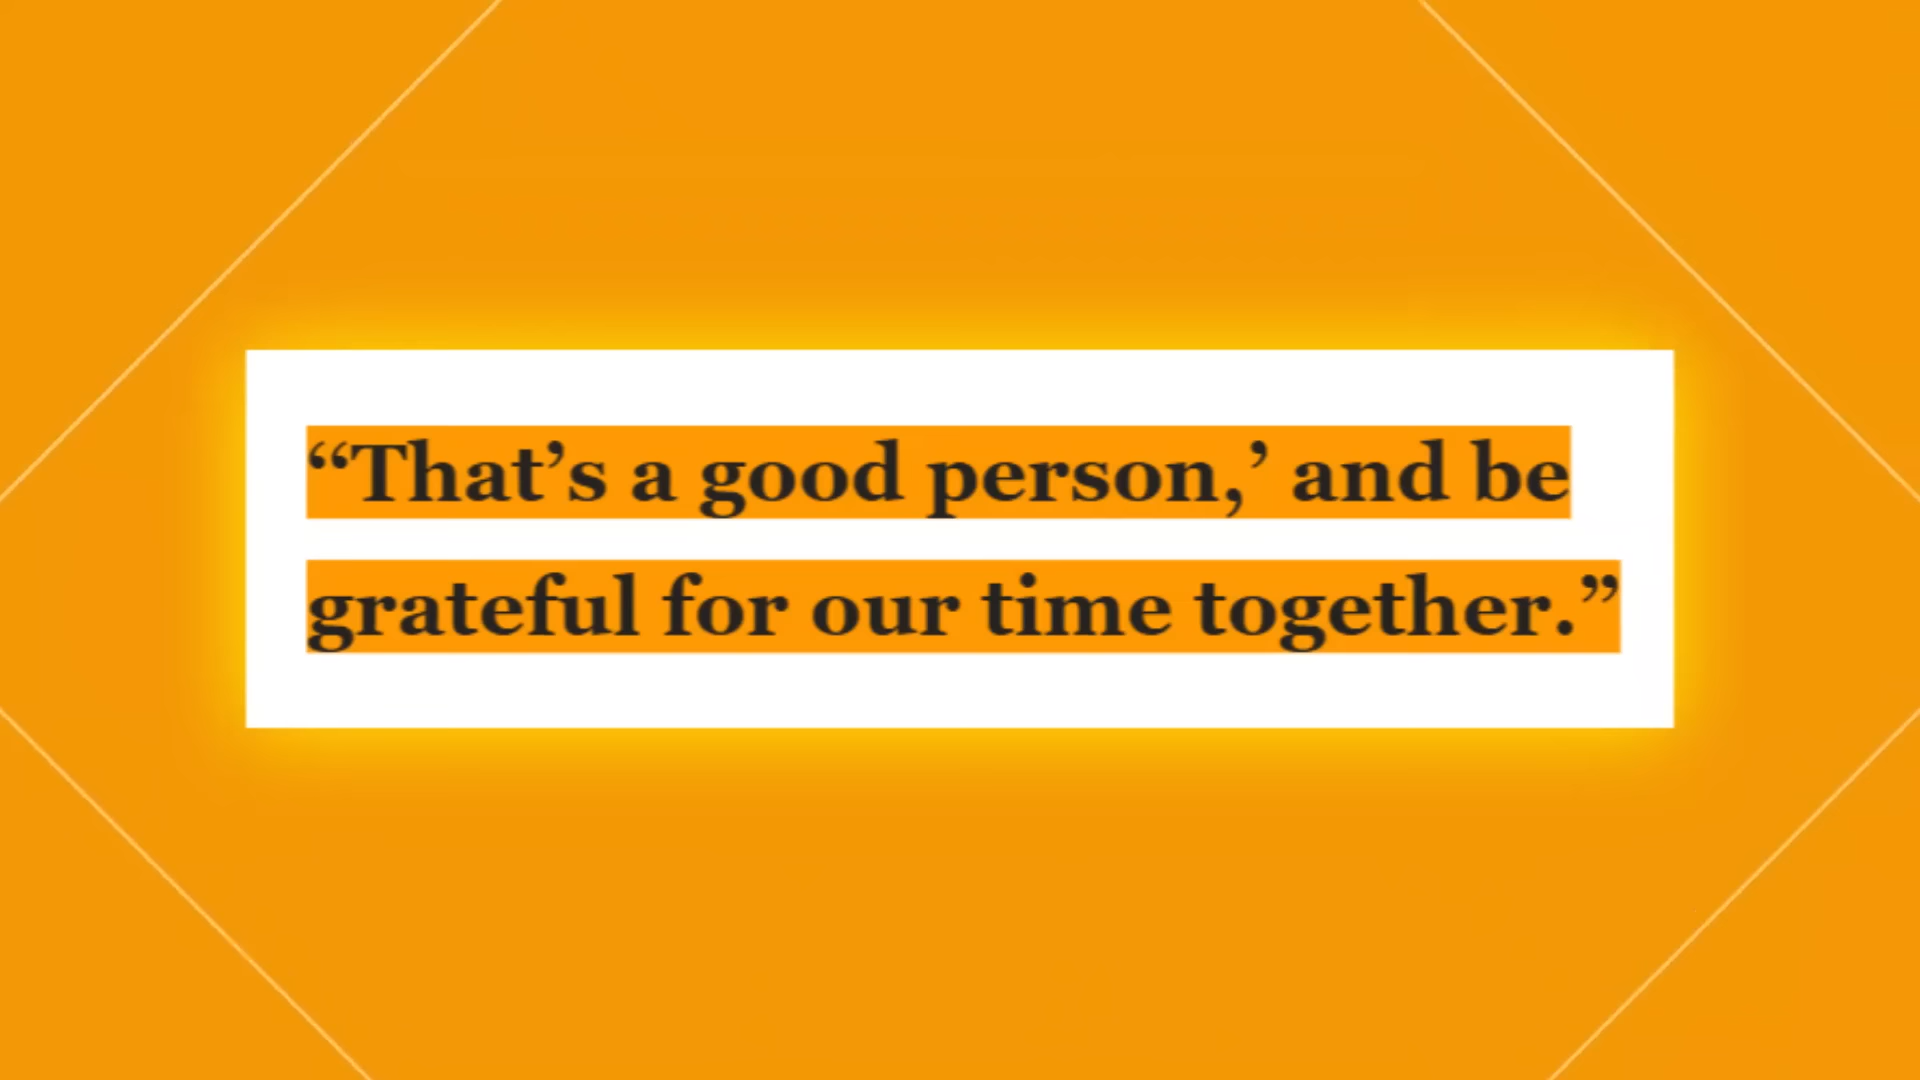 “That’s a good person,’ and be
grateful for our time together.”